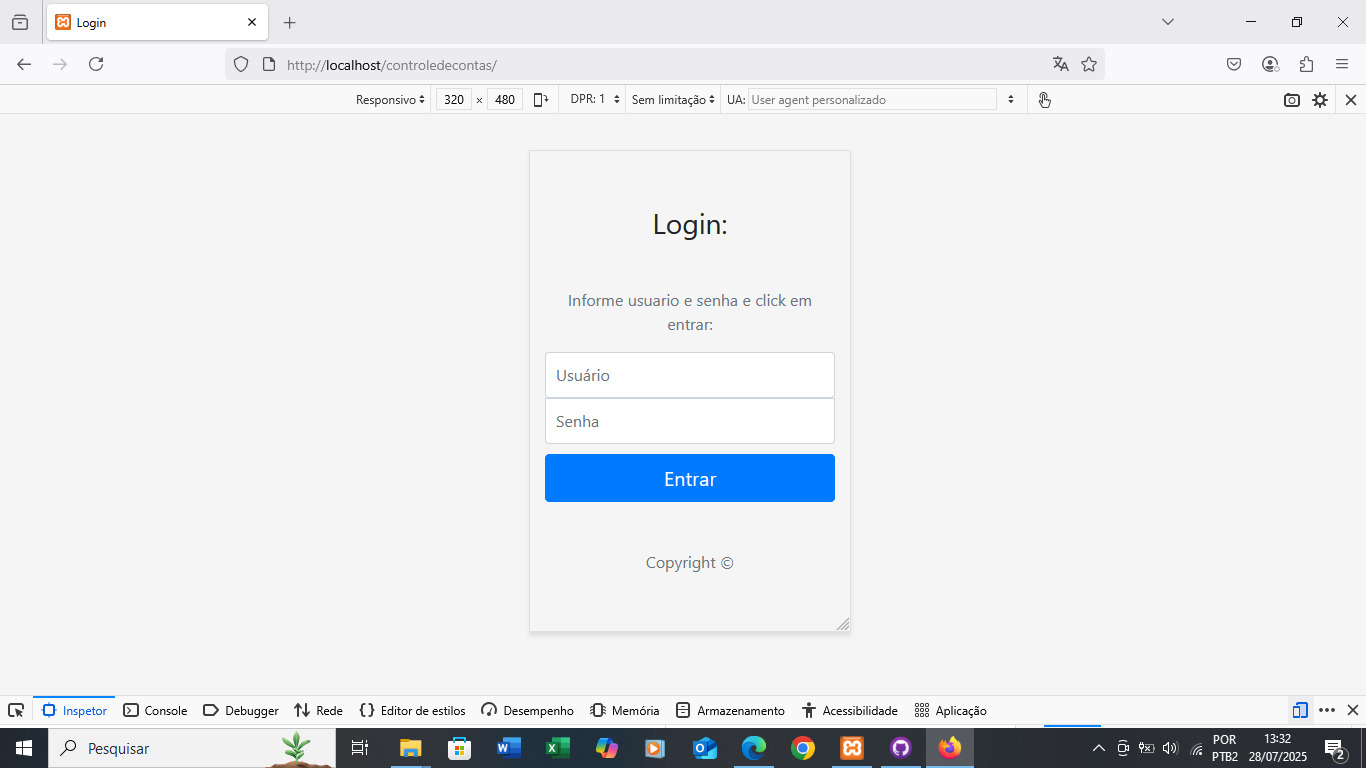 Login
http://localhost/controledecontas/
Responsivo 320 × 480 DPR: 1 Sem limitação UA: User agent personalizado
Login:
Informe usuario e senha e click em
entrar:
Usuário
Senha
Entrar
Copyright ©
Inspetor Console Debugger Rede Editor de estilos Desempenho Memória Armazenamento Acessibilidade Aplicação
Pesquisar
POR
PTB2
13:32
28/07/2025
2